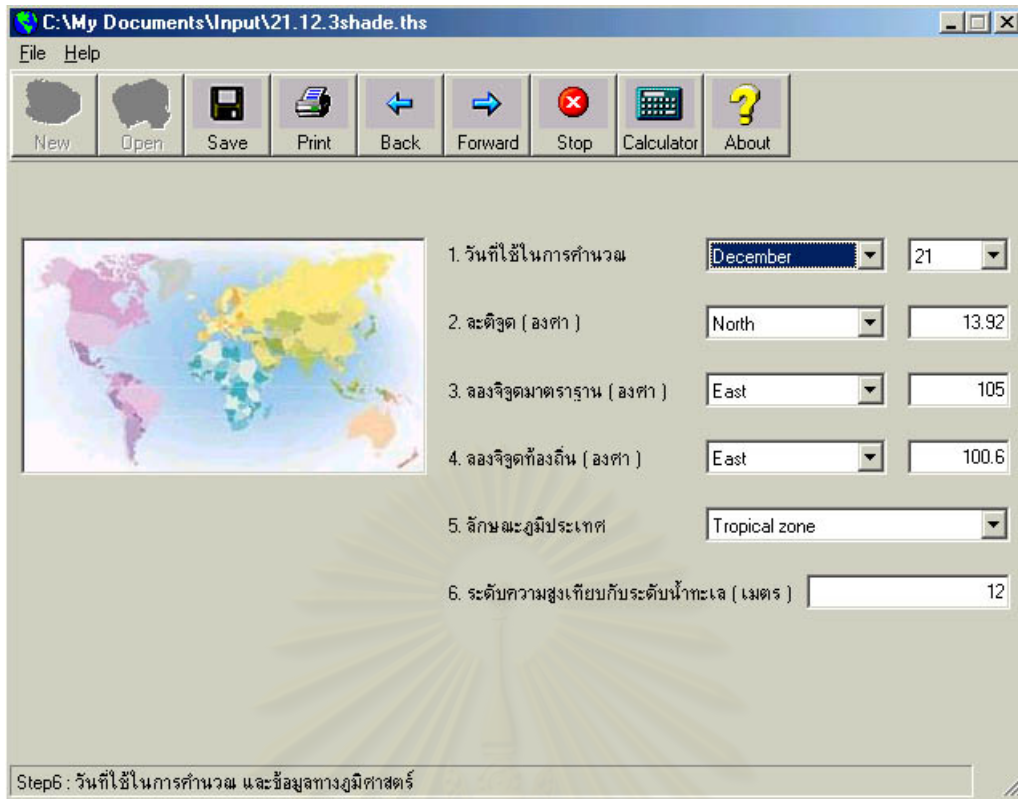 C:\My Documents\Input\21.12.3shade.ths
File Help
New Open Save Print Back Forward Stop Calculator About
1. วันที่ใช้ในการคำนวณ December 21
2. ละติจูด ( องศา ) North 13.92
3. ลองจิจูดมาตราฐาน ( องศา ) East 105
4. ลองจิจูดท้องถิ่น ( องศา ) East 100.6
5. ลักษณะภูมิประเทศ Tropical zone
6. ระดับความสูงเทียบกับระดับน้ำทะเล ( เมตร ) 12
Step6 : วันที่ใช้ในการคำนวณ และข้อมูลทางภูมิศาสตร์